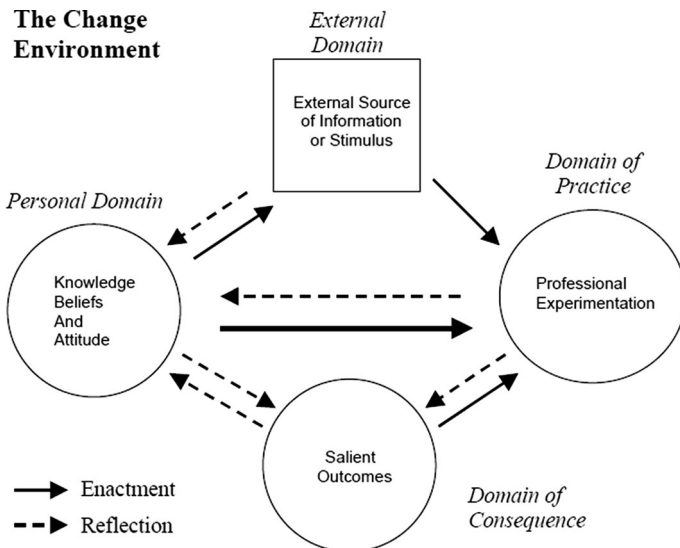 The Change
Environment
External
Domain
External Source
of Information
or Stimulus
Domain of
Practice
Personal Domain
Knowledge
Beliefs
And
Attitude
Professional
Experimentation
Salient
Outcomes
Enactment
Reflection
Domain of
Consequence